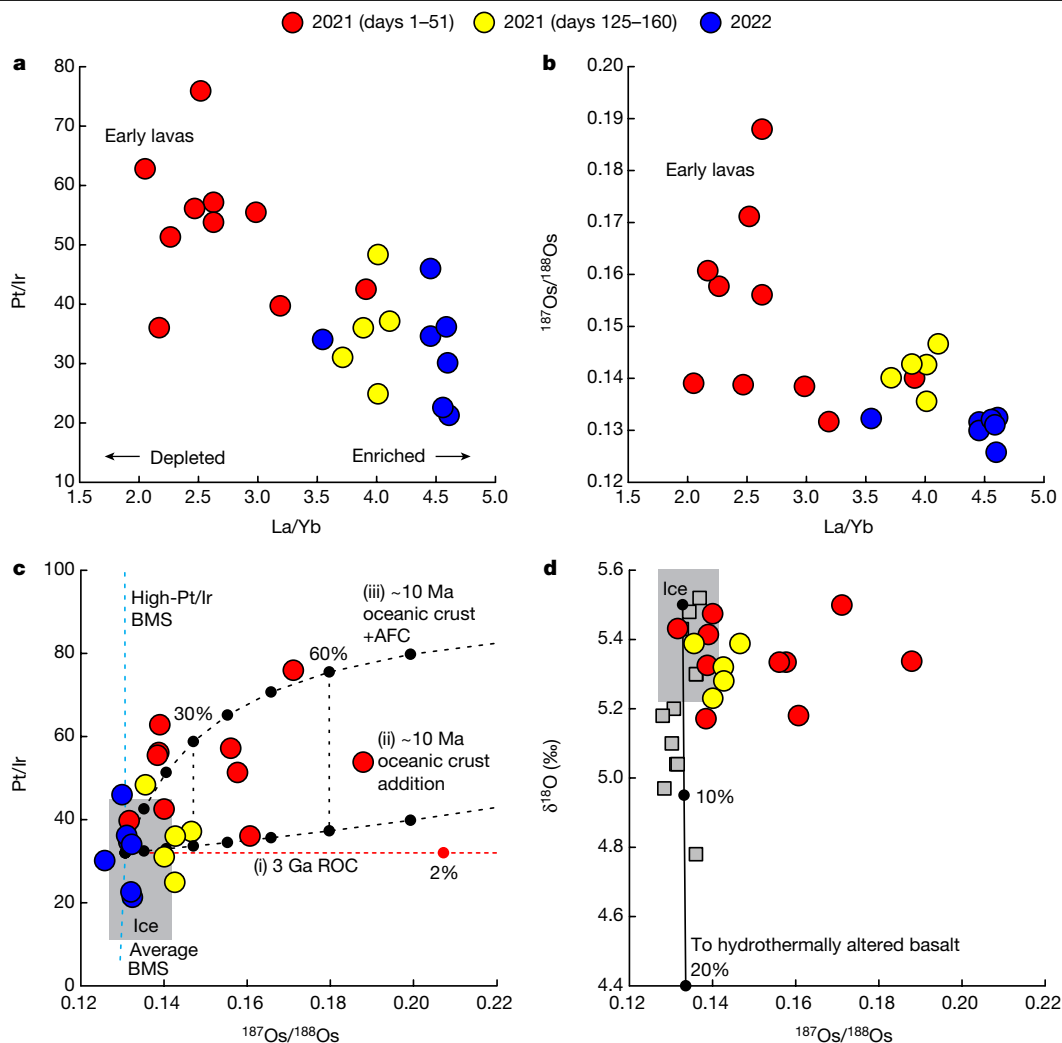 2021 (days 1–51) 2021 (days 125–160) 2022
a
80
70
60
50
40
30
20
10
Pt/Ir
Early lavas
Depleted
Enriched
1.5 2.0 2.5 3.0 3.5 4.0 4.5 5.0
La/Yb
b
0.20
0.19
0.18
0.17
0.16
0.15
0.14
0.13
0.12
187Os/188Os
Early lavas
1.5 2.0 2.5 3.0 3.5 4.0 4.5 5.0
La/Yb
c
100
80
60
40
20
0
Pt/Ir
High-Pt/Ir
BMS
(iii) ~10 Ma
oceanic crust
+AFC
60%
30%
(ii) ~10 Ma
oceanic crust
addition
(i) 3 Ga ROC
2%
Ice
Average
BMS
0.12 0.14 0.16 0.18 0.20 0.22
187Os/188Os
d
5.6
5.4
5.2
5.0
4.8
4.6
4.4
δ18O (‰)
Ice
10%
To hydrothermally altered basalt
20%
0.12 0.14 0.16 0.18 0.20 0.22
187Os/188Os